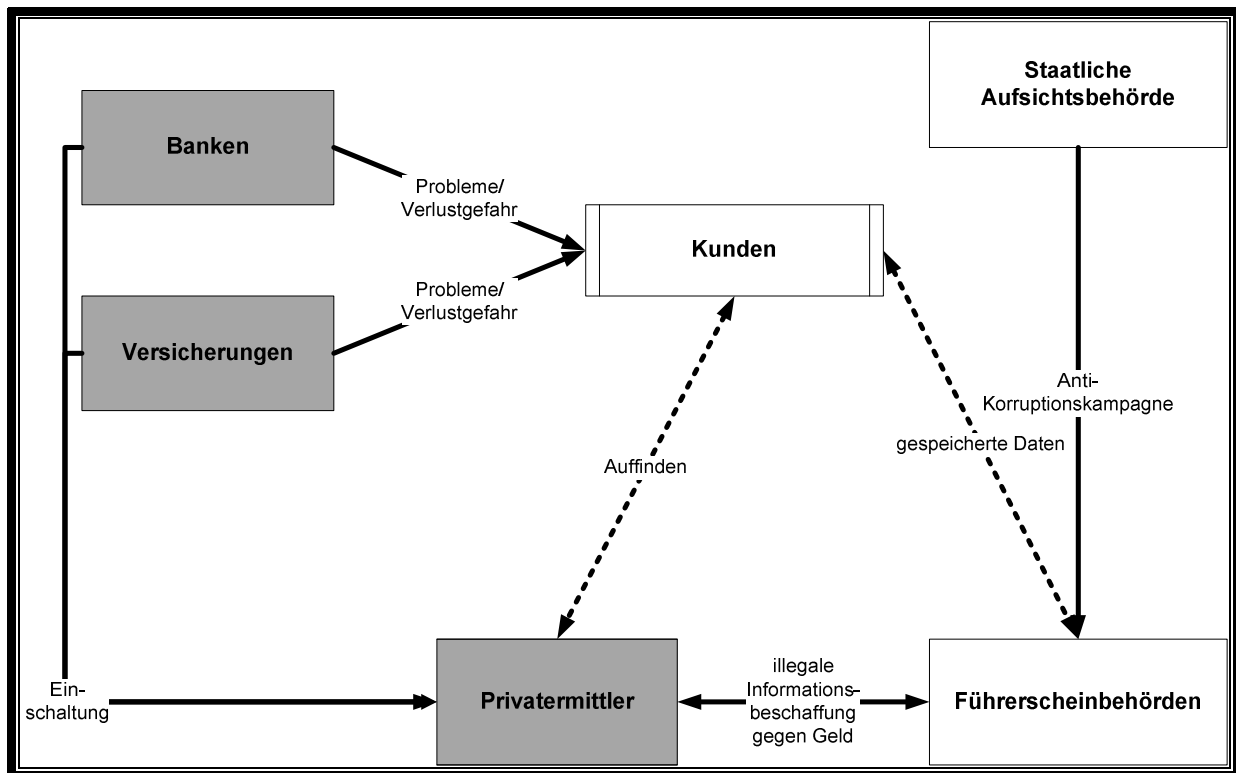 Staatliche
Aufsichtsbehörde
Banken
Probleme/
Verlustgefahr
Kunden
Probleme/
Verlustgefahr
Versicherungen
Anti-
Korruptionskampagne
gespeicherte Daten
Auffinden
Ein-
schaltung
Privatermittler
illegale
Informations-
beschaffung
gegen Geld
Führerscheinbehörden